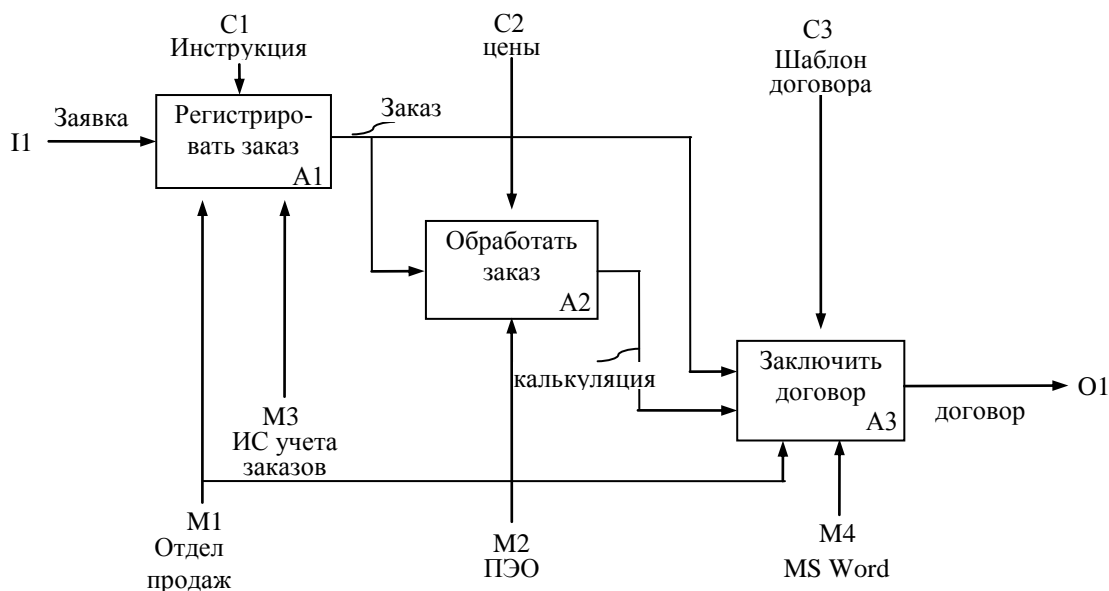 C1
Инструкция
C2
цены
C3
Шаблон
договора
Заявка
I1
Регистриро-
вать заказ
A1
Заказ
Обработать
заказ
A2
калькуляция
Заключить
договор
A3
договор
O1
M3
ИС учета
заказов
M1
Отдел
продаж
M2
ПЭО
M4
MS Word